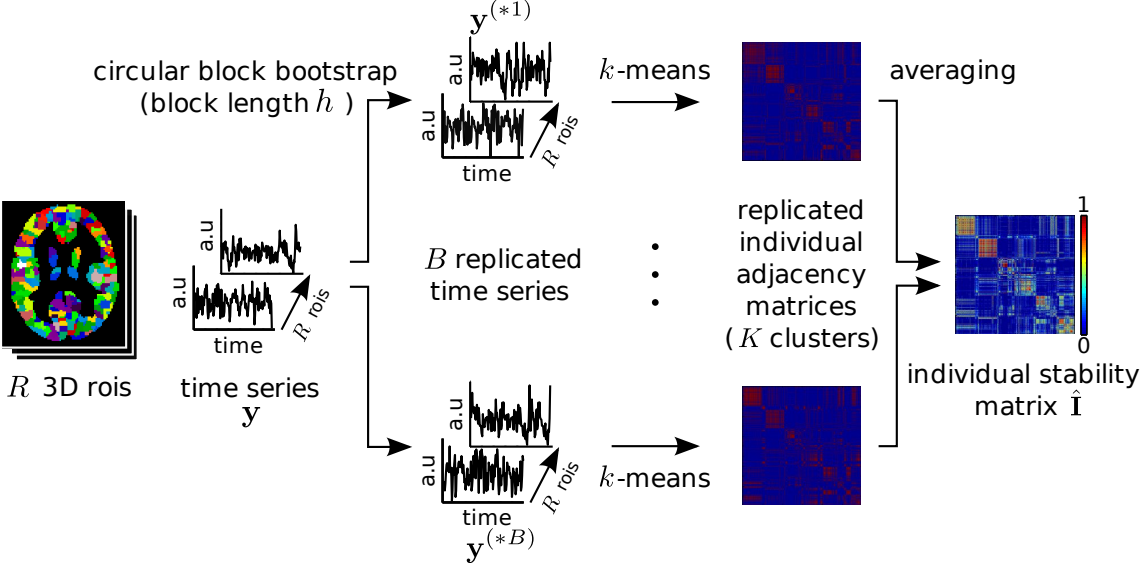 circular block bootstrap
(block length h )
y^(*1)
a.u
a.u
time
R rois
k-means
averaging
R 3D rois
a.u
a.u
time
R rois
time series
y
B replicated
time series
replicated
individual
adjacency
matrices
( K clusters)
1
0
individual stability
matrix Î
a.u
a.u
time
R rois
y^(*B)
k-means